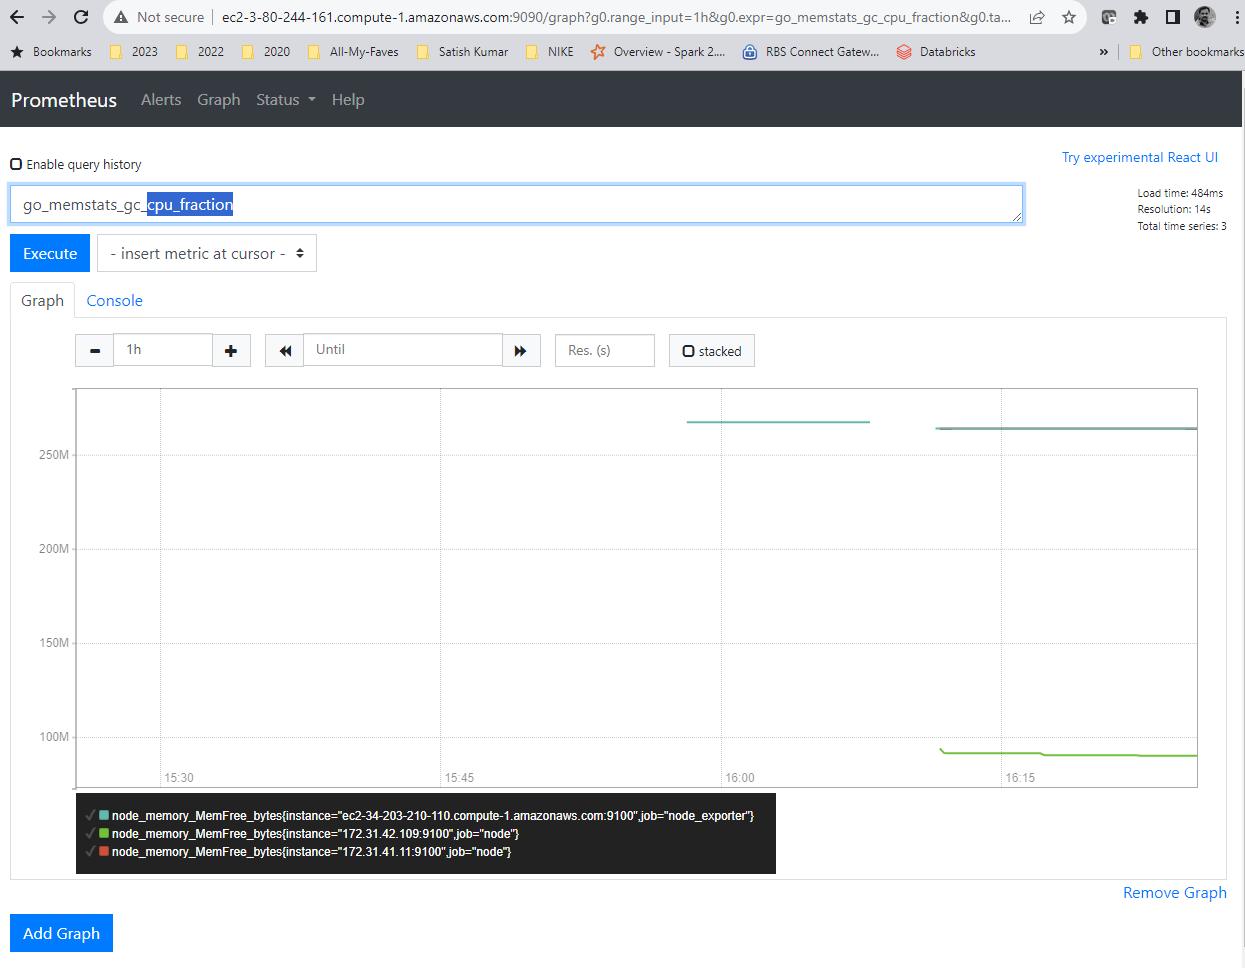 Not secure ec2-3-80-244-161.compute-1.amazonaws.com:9090/graph?g0.range_input=1h&g0.expr=go_memstats_gc_cpu_fraction&g0.ta...
Bookmarks 2023 2022 2020 All-My-Faves Satish Kumar NIKE Overview - Spark 2.... RBS Connect Gatew... Databricks » Other bookmarks
Prometheus Alerts Graph Status Help
Enable query history
Try experimental React UI
go_memstats_gc_cpu_fraction
Load time: 484ms
Resolution: 14s
Total time series: 3
Execute - insert metric at cursor -
Graph Console
1h Until Res. (s) stacked
250M
200M
150M
100M
15:30 15:45 16:00 16:15
node_memory_MemFree_bytes{instance="ec2-34-203-210-110.compute-1.amazonaws.com:9100",job="node_exporter"}
node_memory_MemFree_bytes{instance="172.31.42.109:9100",job="node"}
node_memory_MemFree_bytes{instance="172.31.41.11:9100",job="node"}
Remove Graph
Add Graph